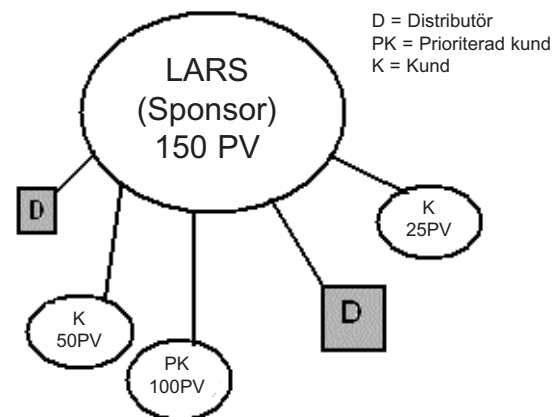 D = Distributör
PK = Prioriterad kund
K = Kund
LARS
(Sponsor)
150 PV
D
K
25PV
D
K
50PV
PK
100PV